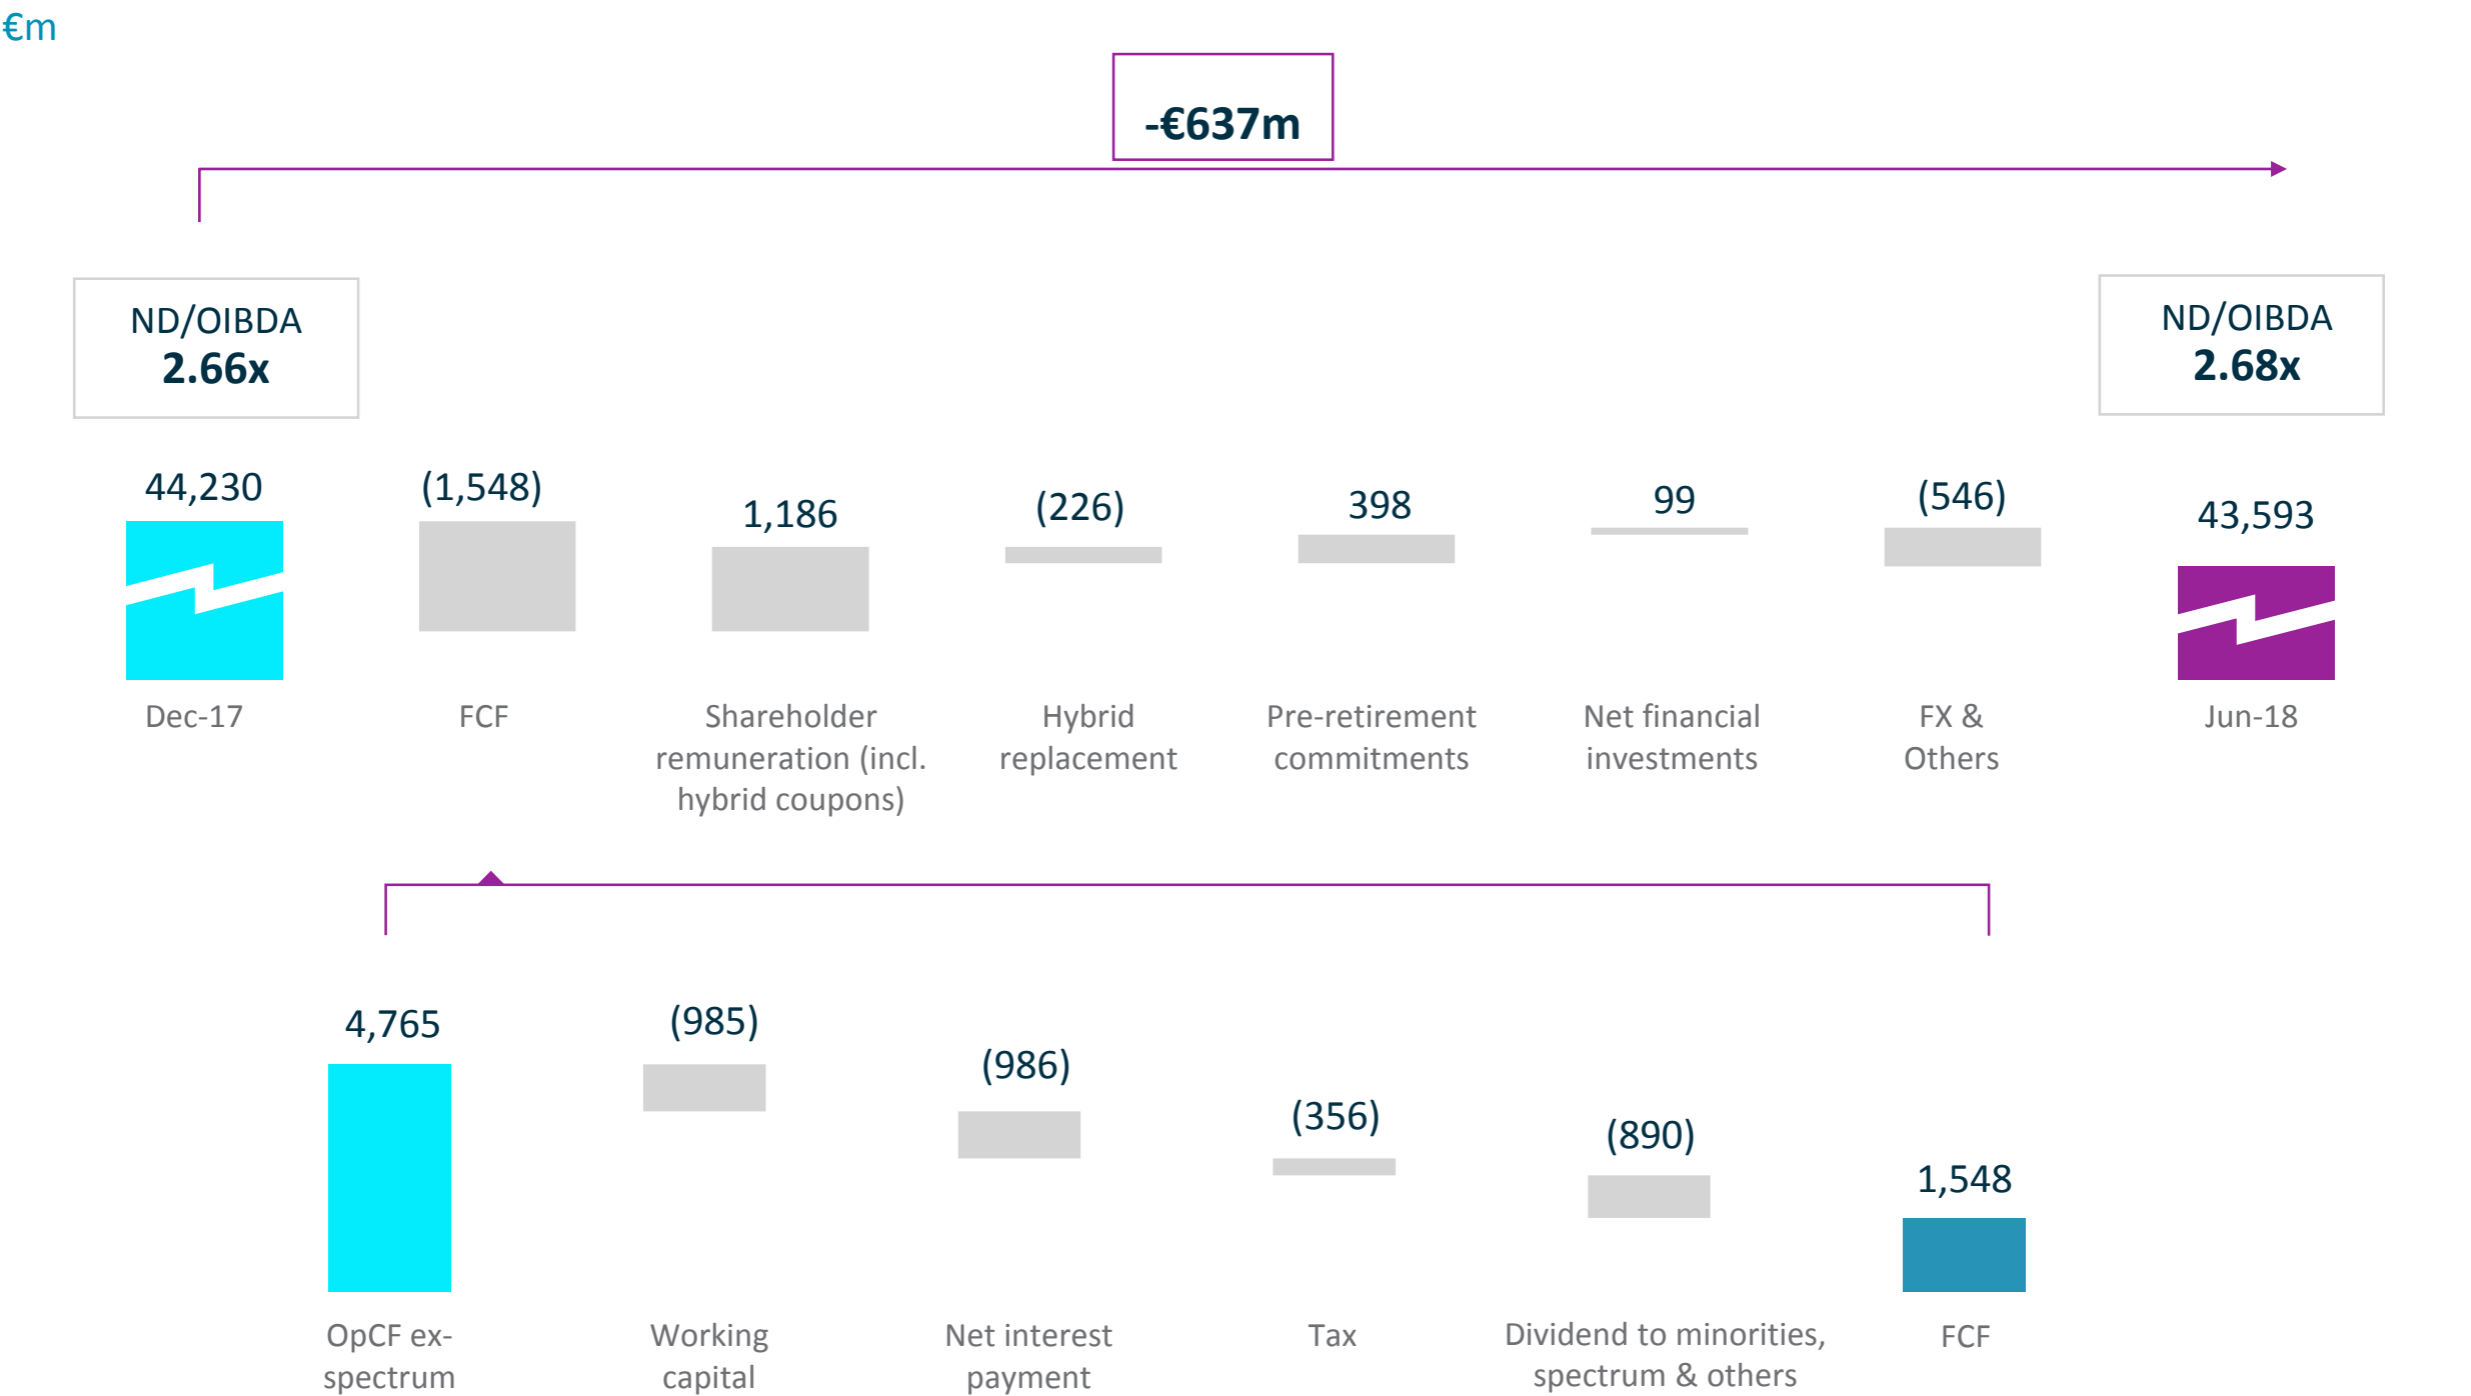 €m
-€637m
ND/OIBDA
2.66x
ND/OIBDA
2.68x
44,230
(1,548)
1,186
(226)
398
99
(546)
43,593
Dec-17
FCF
Shareholder
remuneration (incl.
hybrid coupons)
Hybrid
replacement
Pre-retirement
commitments
Net financial
investments
FX &
Others
Jun-18
4,765
(985)
(986)
(356)
(890)
1,548
OpCF ex-
spectrum
Working
capital
Net interest
payment
Tax
Dividend to minorities,
spectrum & others
FCF